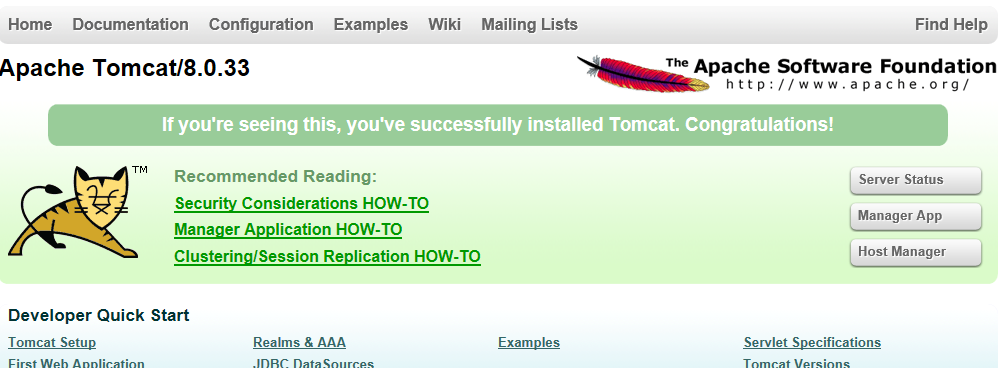 Home Documentation Configuration Examples Wiki Mailing Lists Find Help
Apache Tomcat/8.0.33
The Apache Software Foundation
http://www.apache.org/
If you're seeing this, you've successfully installed Tomcat. Congratulations!
TM
Recommended Reading:
Security Considerations HOW-TO
Manager Application HOW-TO
Clustering/Session Replication HOW-TO
Server Status
Manager App
Host Manager
Developer Quick Start
Tomcat Setup Realms & AAA Examples Servlet Specifications
First Web Application JDBC DataSources Tomcat Versions